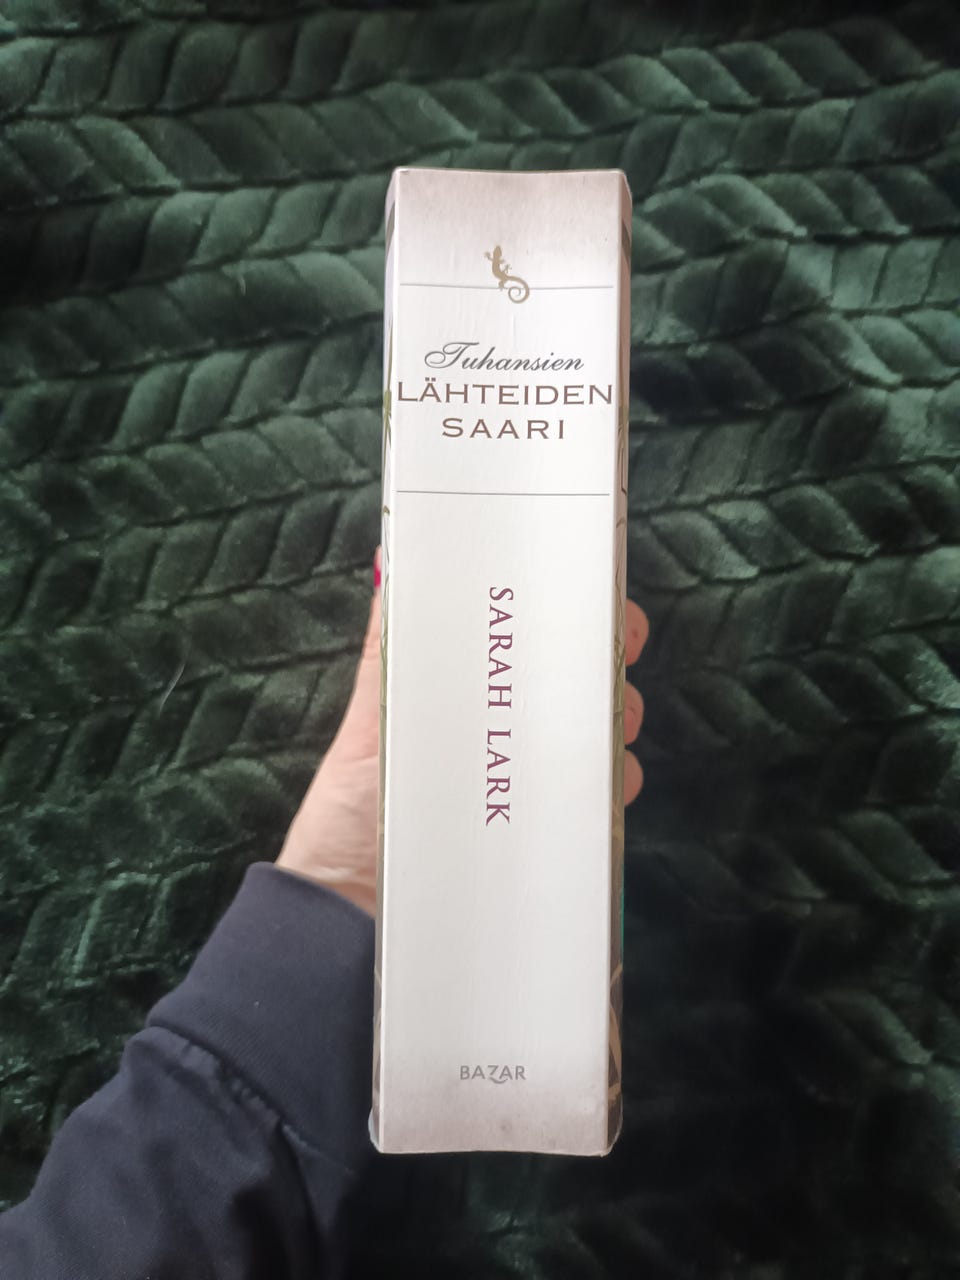 Tuhansien
LÄHTEIDEN
SAARI
SARAH LARK
BAZAR